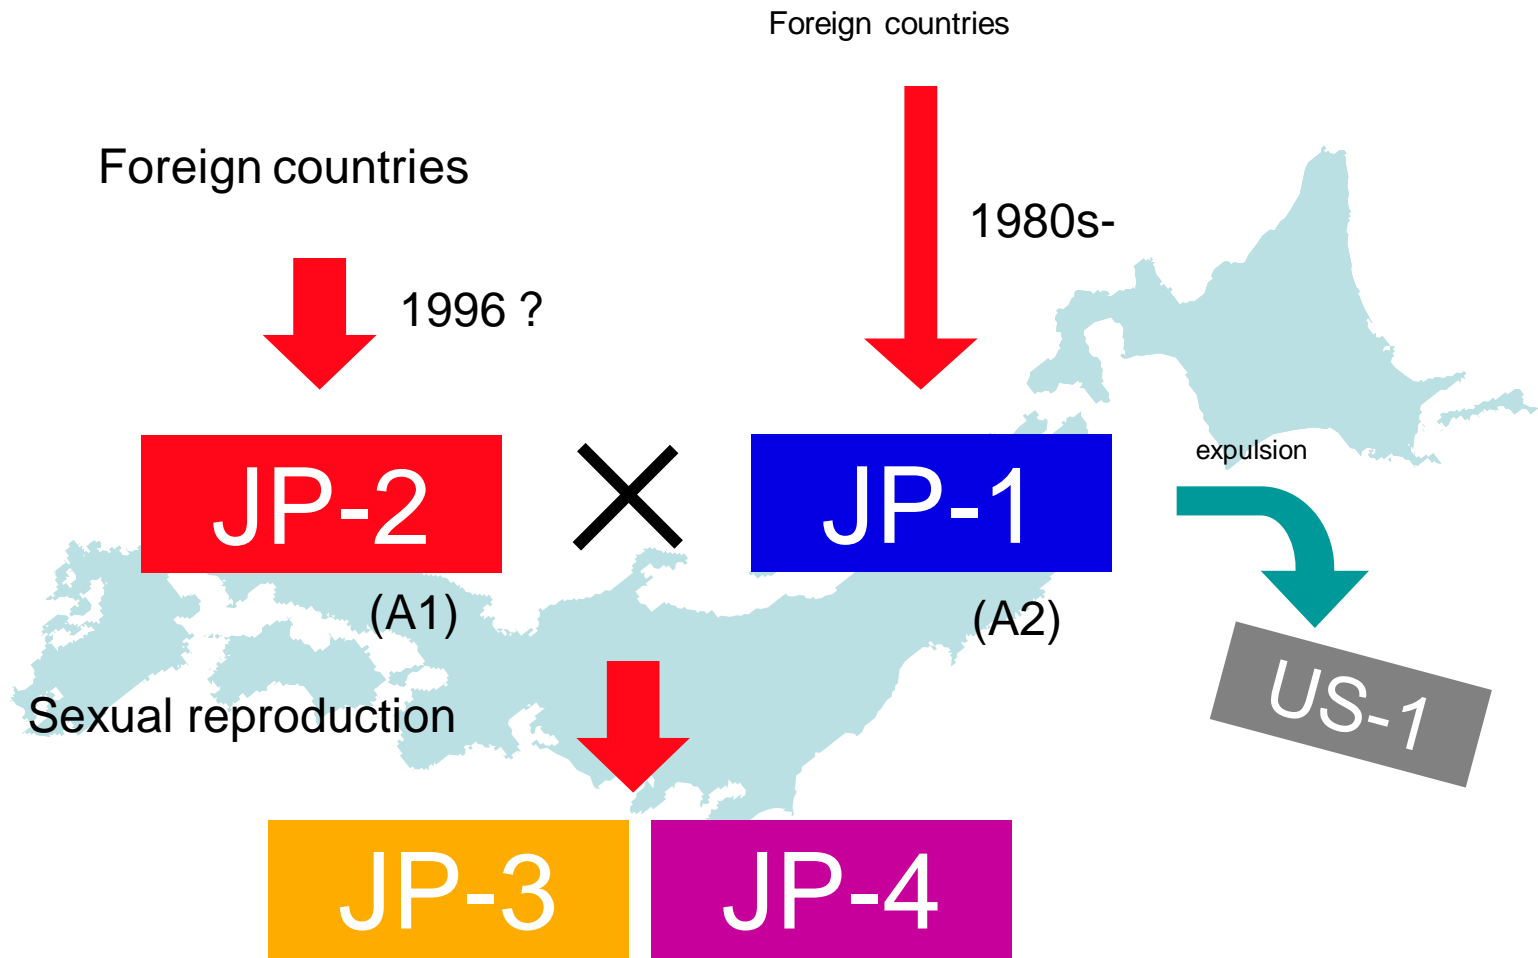 Foreign countries
Foreign countries
1980s-
1996 ?
JP-2
JP-1
expulsion
(A1)
(A2)
US-1
Sexual reproduction
JP-3
JP-4